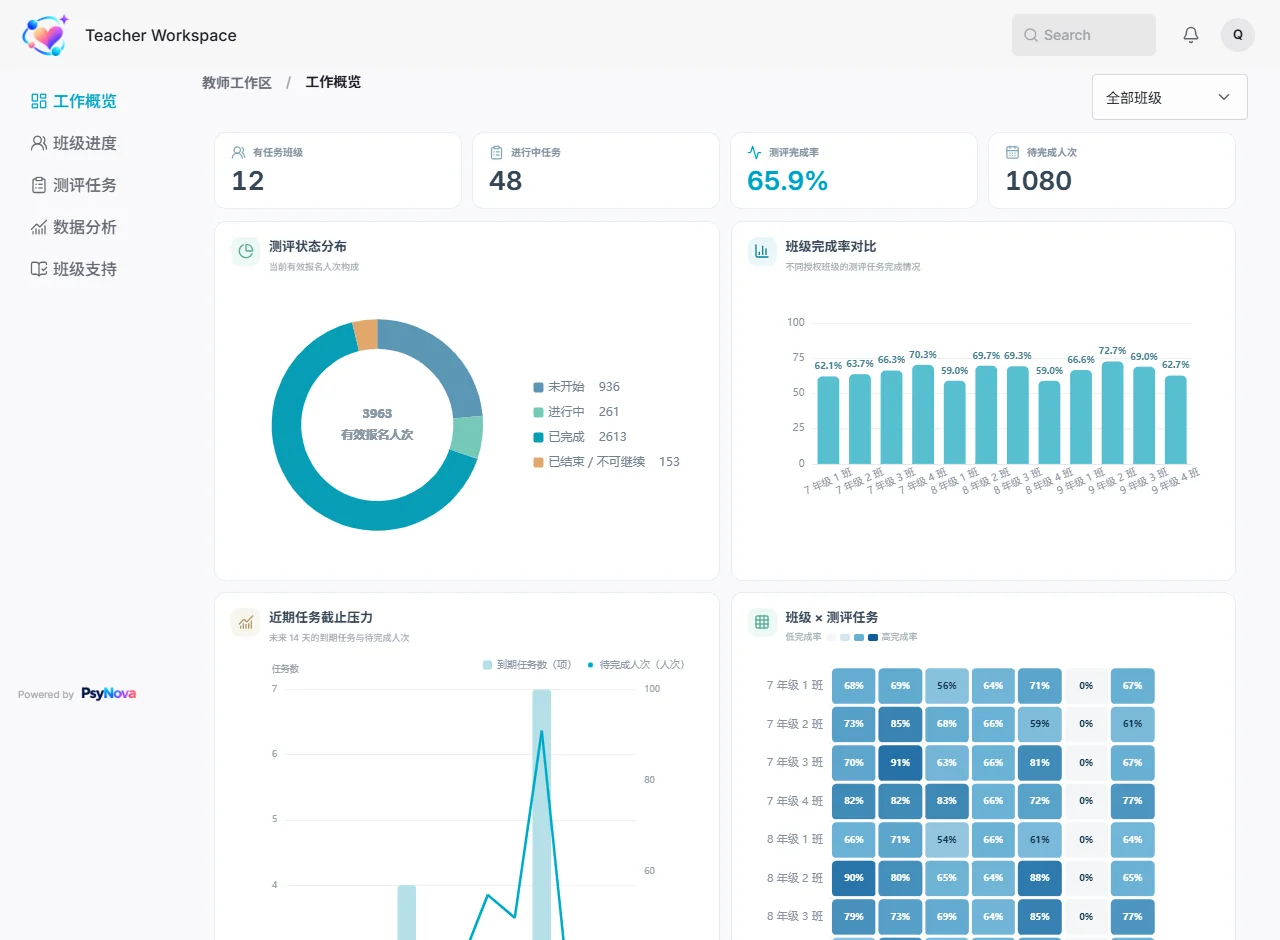 Teacher Workspace
Search
Q
工作概览
班级进度
测评任务
数据分析
班级支持
Powered by PsyNova
教师工作区 / 工作概览
全部班级
有任务班级
12
进行中任务
48
测评完成率
65.9%
待完成人次
1080
测评状态分布
当前有效报名人次构成
3963
有效报名人次
未开始 936
进行中 261
已完成 2613
已结束 / 不可继续 153
班级完成率对比
不同授权班级的测评任务完成情况
100
75
50
25
0
62.1% 63.7% 66.3% 70.3% 59.0% 69.7% 69.3% 59.0% 66.6% 72.7% 69.0% 62.7%
7 年级 1 班 7 年级 2 班 7 年级 3 班 7 年级 4 班 8 年级 1 班 8 年级 2 班 8 年级 3 班 8 年级 4 班 9 年级 1 班 9 年级 2 班 9 年级 3 班 9 年级 4 班
近期任务截止压力
未来 14 天的到期任务与待完成人次
到期任务数（项） 待完成人次（人次）
任务数
7
6
5
4
100
80
60
班级 × 测评任务
低完成率 高完成率
7 年级 1 班 68% 69% 56% 64% 71% 0% 67%
7 年级 2 班 73% 85% 68% 66% 59% 0% 61%
7 年级 3 班 70% 91% 63% 66% 81% 0% 67%
7 年级 4 班 82% 82% 83% 66% 72% 0% 77%
8 年级 1 班 66% 71% 54% 66% 61% 0% 64%
8 年级 2 班 90% 80% 65% 64% 88% 0% 65%
8 年级 3 班 79% 73% 69% 64% 85% 0% 77%